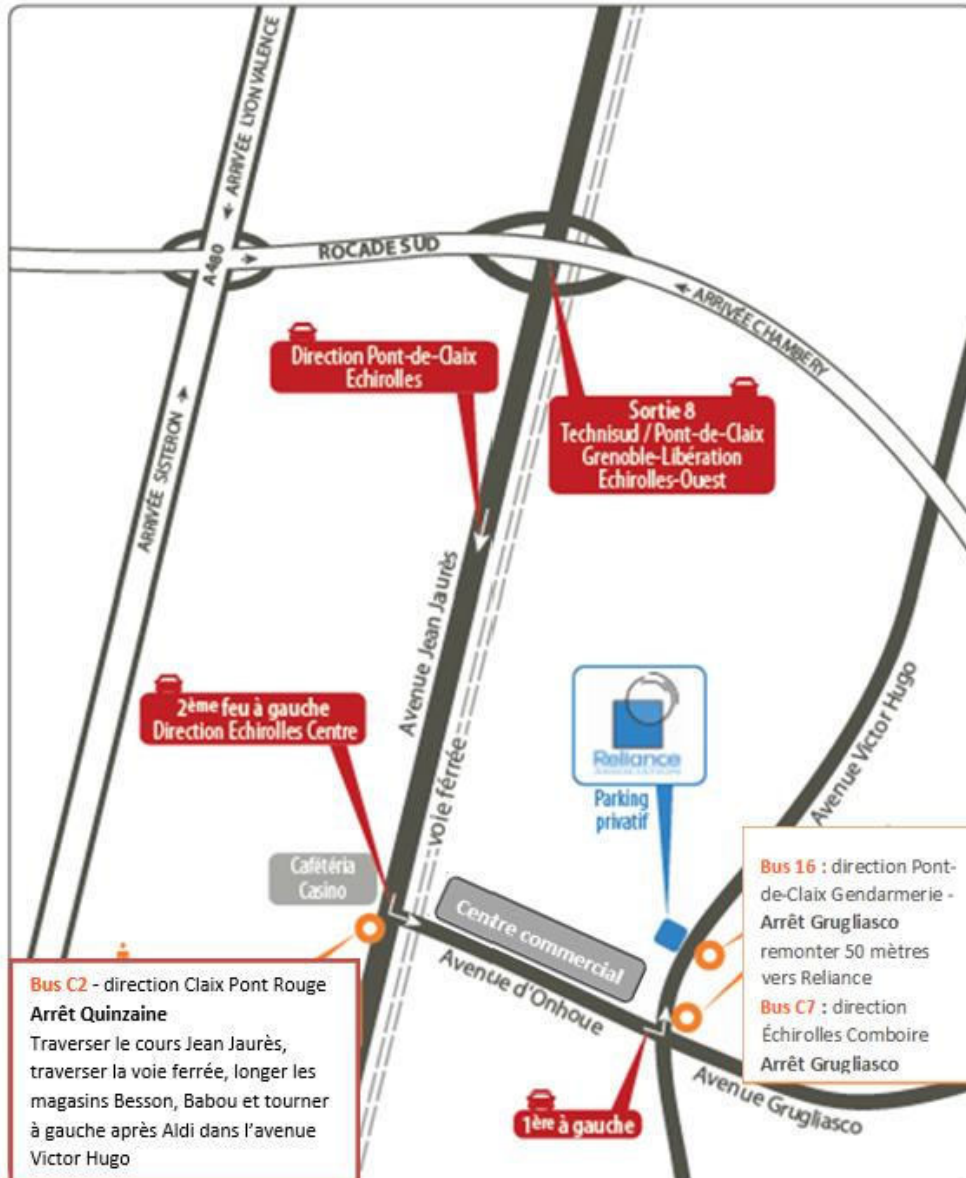 ARRIVÉE LYON VALENCE
A480
ROCADE SUD
ARRIVÉE CHAMBÉRY
Direction Pont-de-Claix
Echirolles
Sortie 8
Technisud / Pont-de-Claix
Grenoble-Libération
Echirolles-Ouest
ARRIVÉE SISTERON
Avenue Jean Jaurès
2ème feu à gauche
Direction Echirolles Centre
voie férrée
Reliance
ASSOCIATION
Parking
privatif
Avenue Victor Hugo
Cafétéria
Casino
Centre commercial
Avenue d'Onhoue
Bus 16 : direction Pont-
de-Claix Gendarmerie -
Arrêt Grugliasco
remonter 50 mètres
vers Reliance
Bus C7 : direction
Échirolles Comboire
Arrêt Grugliasco
Bus C2 - direction Claix Pont Rouge
Arrêt Quinzaine
Traverser le cours Jean Jaurès,
traverser la voie ferrée, longer les
magasins Besson, Babou et tourner
à gauche après Aldi dans l'avenue
Victor Hugo
1ère à gauche
Avenue Grugliasco